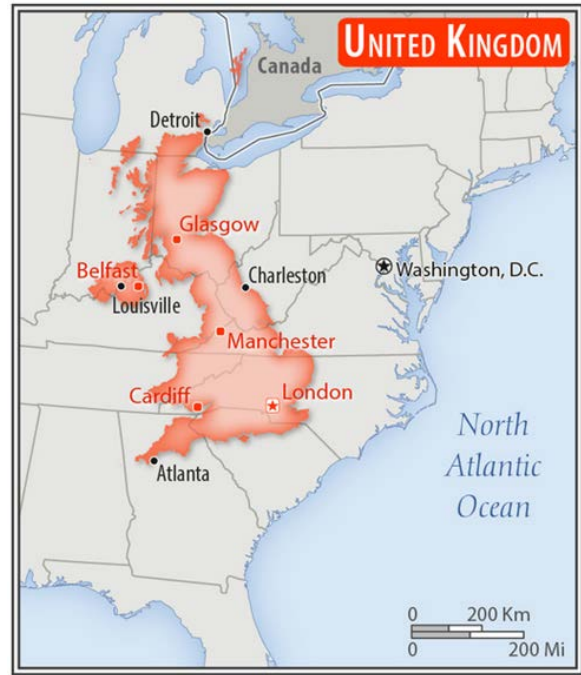 UNITED KINGDOM
Canada
Detroit
Glasgow
Belfast
Charleston
Washington, D.C.
Louisville
Manchester
Cardiff
London
North
Atlantic
Ocean
Atlanta
0 200 Km
0 200 Mi